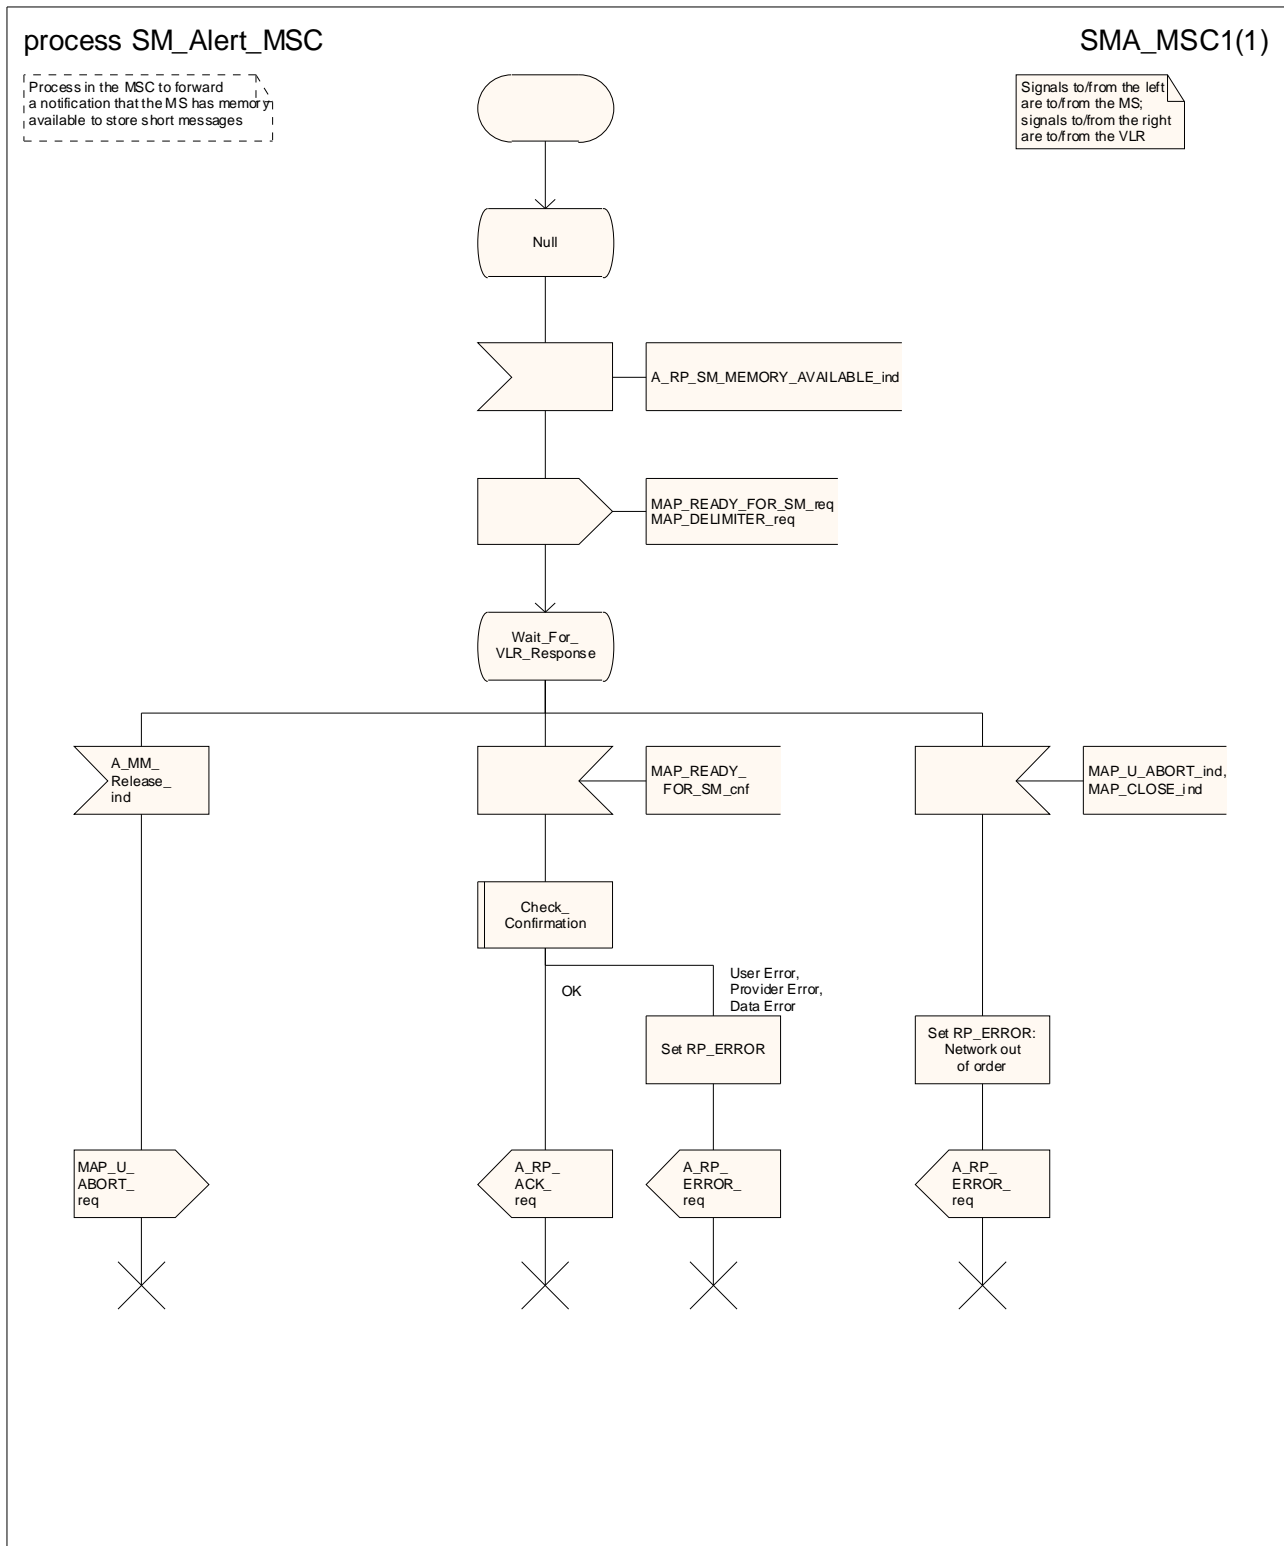 process SM_Alert_MSC
SMA_MSC1(1)
Process in the MSC to forward
a notification that the MS has memory
available to store short messages
Signals to/from the left
are to/from the MS;
signals to/from the right
are to/from the VLR
Null
A_RP_SM_MEMORY_AVAILABLE_ind
MAP_READY_FOR_SM_req
MAP_DELIMITER_req
Wait_For_
VLR_Response
A_MM_
Release_
ind
MAP_READY_
FOR_SM_cnf
MAP_U_ABORT_ind,
MAP_CLOSE_ind
Check_
Confirmation
OK
User Error,
Provider Error,
Data Error
Set RP_ERROR
Set RP_ERROR:
Network out
of order
MAP_U_
ABORT_
req
A_RP_
ACK_
req
A_RP_
ERROR_
req
A_RP_
ERROR_
req